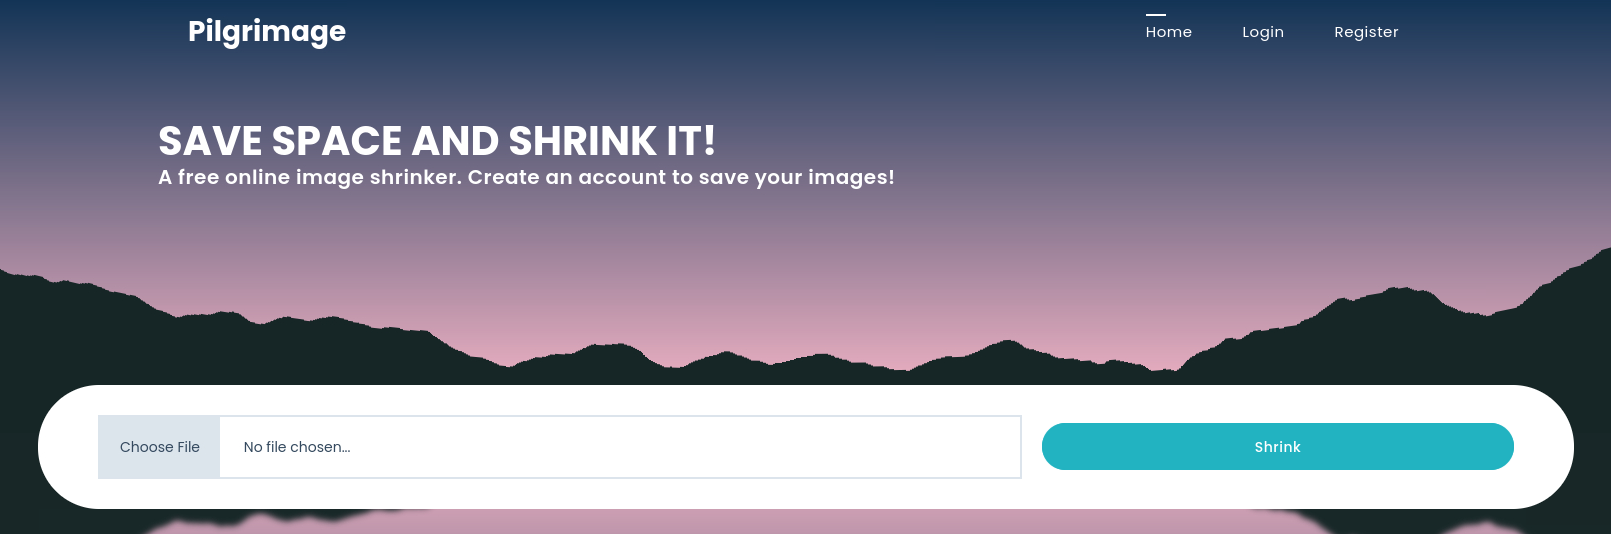 Pilgrimage
Home Login Register
SAVE SPACE AND SHRINK IT!
A free online image shrinker. Create an account to save your images!
Choose File No file chosen...
Shrink